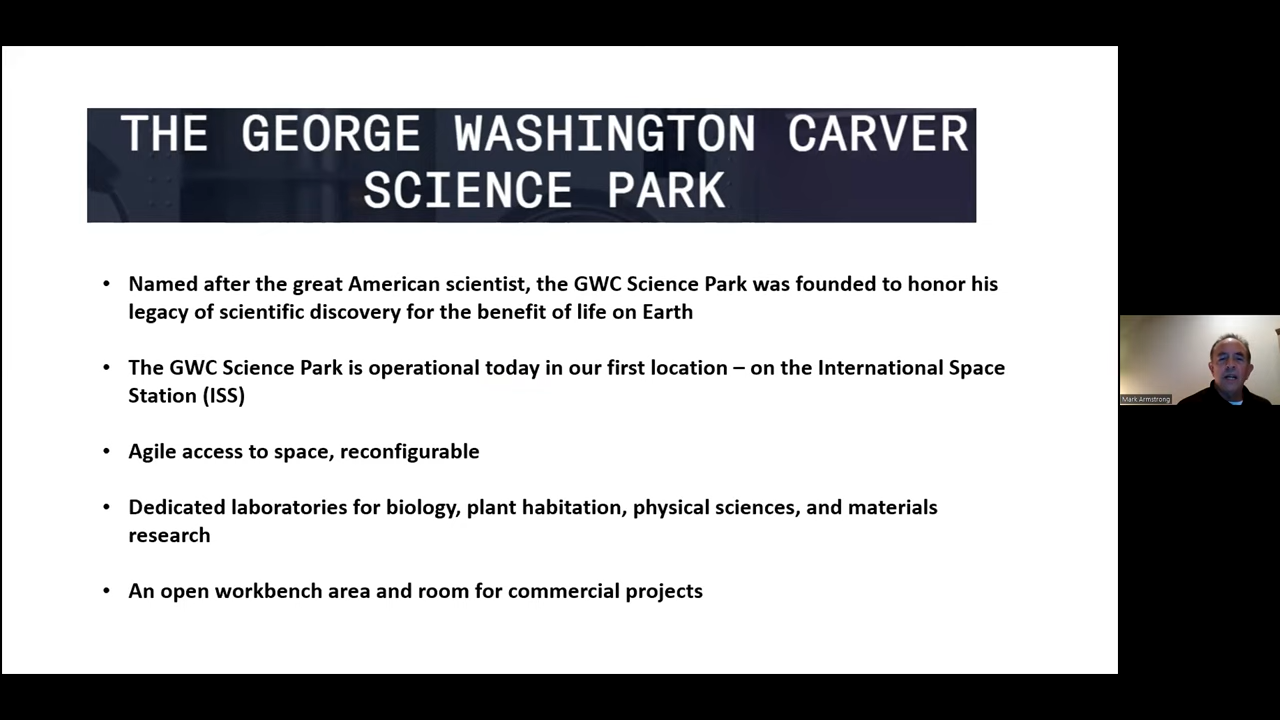 THE GEORGE WASHINGTON CARVER
SCIENCE PARK
• Named after the great American scientist, the GWC Science Park was founded to honor his
legacy of scientific discovery for the benefit of life on Earth
• The GWC Science Park is operational today in our first location – on the International Space
Station (ISS)
• Agile access to space, reconfigurable
• Dedicated laboratories for biology, plant habitation, physical sciences, and materials
research
• An open workbench area and room for commercial projects
Mark Armstrong